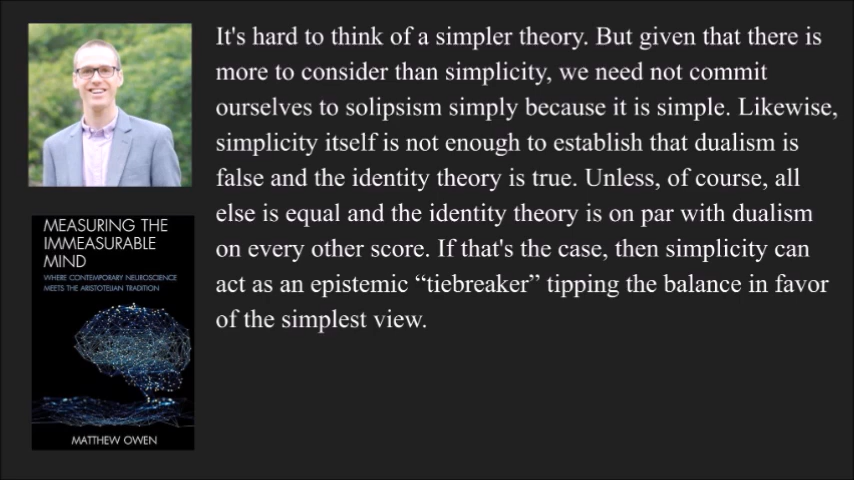 It's hard to think of a simpler theory. But given that there is
more to consider than simplicity, we need not commit
ourselves to solipsism simply because it is simple. Likewise,
simplicity itself is not enough to establish that dualism is
false and the identity theory is true. Unless, of course, all
else is equal and the identity theory is on par with dualism
on every other score. If that's the case, then simplicity can
act as an epistemic “tiebreaker” tipping the balance in favor
of the simplest view.
MEASURING THE
IMMEASURABLE
MIND
WHERE CONTEMPORARY NEUROSCIENCE
MEETS THE ARISTOTELIAN TRADITION
MATTHEW OWEN